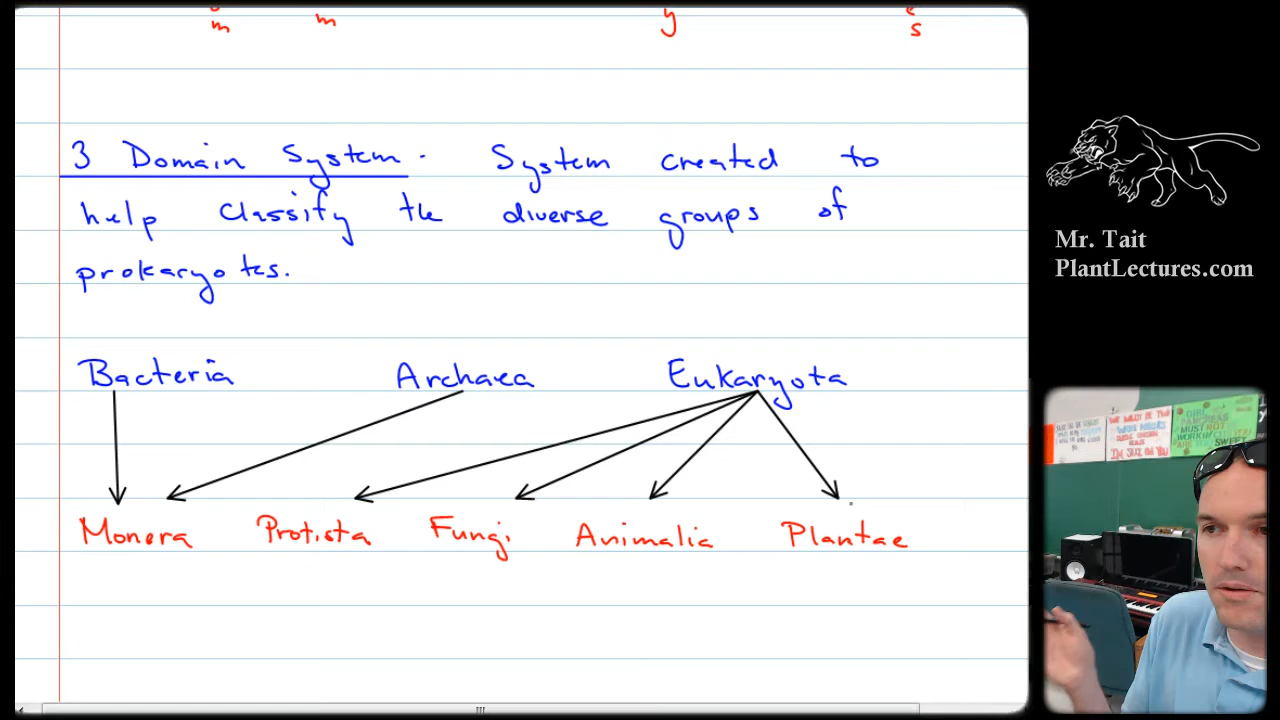 m m y s
3 Domain System - System created to
help classify the diverse groups of
prokaryotes.
Bacteria Archaea Eukaryota
Monera Protista Fungi Animalia Plantae
Mr. Tait
PlantLectures.com